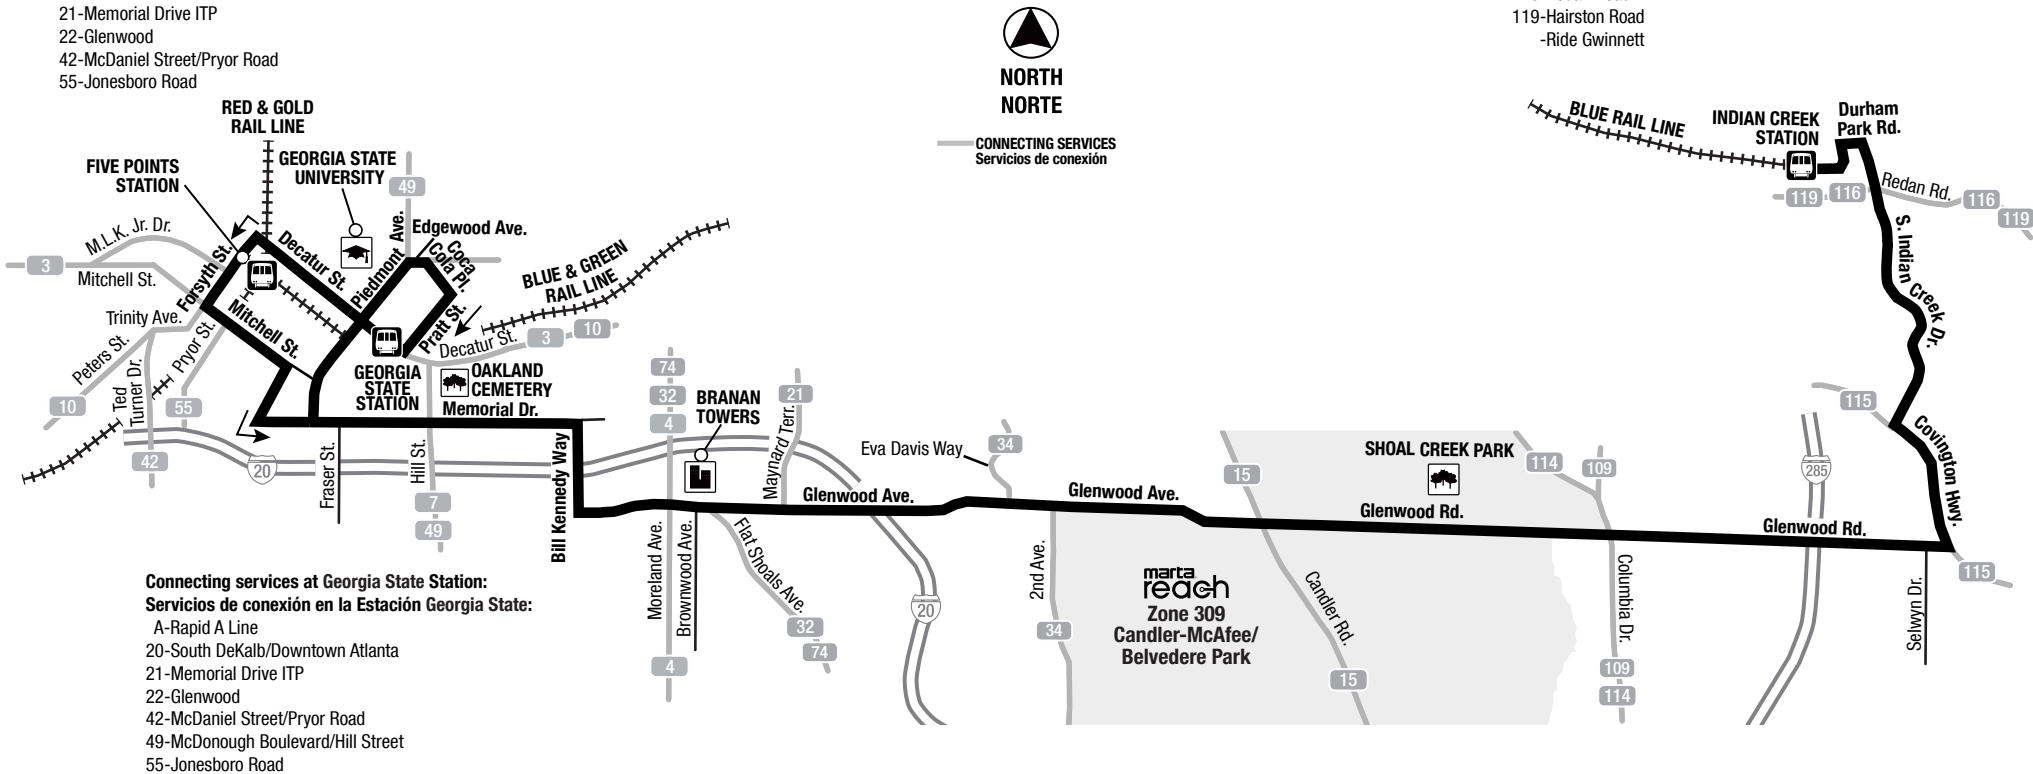 21-Memorial Drive ITP
22-Glenwood
42-McDaniel Street/Pryor Road
55-Jonesboro Road
119-Hairston Road
-Ride Gwinnett
NORTH
NORTE
CONNECTING SERVICES
Servicios de conexión
RED & GOLD
RAIL LINE
FIVE POINTS
STATION
GEORGIA STATE
UNIVERSITY
49
Edgewood Ave.
Coca
Cola Pl.
Piedmont Ave.
Decatur St.
Forsyth St.
M.L.K. Jr. Dr.
3
Mitchell St.
Mitchell St.
Trinity Ave.
Peters St.
Pryor St.
Ted
Turner Dr.
10
55
42
20
BLUE & GREEN
RAIL LINE
Pratt St.
Decatur St.
3
10
GEORGIA
STATE
STATION
OAKLAND
CEMETERY
Memorial Dr.
Fraser St.
Hill St.
7
49
Bill Kennedy Way
74
32
4
BRANAN
TOWERS
21
Maynard Terr.
Moreland Ave.
Brownwood Ave.
Flat Shoals Ave.
32
74
4
Glenwood Ave.
20
Eva Davis Way
34
Glenwood Ave.
2nd Ave.
34
marta
reach
Zone 309
Candler-McAfee/
Belvedere Park
15
Candler Rd.
15
SHOAL CREEK PARK
Glenwood Rd.
114
109
Columbia Dr.
109
114
285
Glenwood Rd.
Selwyn Dr.
115
Covington Hwy.
115
S. Indian Creek Dr.
BLUE RAIL LINE
INDIAN CREEK
STATION
Durham
Park Rd.
119
116
Redan Rd.
116
119
Connecting services at Georgia State Station:
Servicios de conexión en la Estación Georgia State:
A-Rapid A Line
20-South DeKalb/Downtown Atlanta
21-Memorial Drive ITP
22-Glenwood
42-McDaniel Street/Pryor Road
49-McDonough Boulevard/Hill Street
55-Jonesboro Road